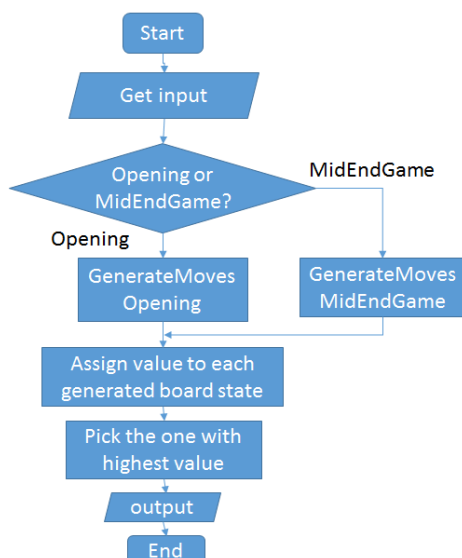 Start
Get input
Opening or
MidEndGame?
MidEndGame
Opening
GenerateMoves
Opening
GenerateMoves
MidEndGame
Assign value to each
generated board state
Pick the one with
highest value
output
End